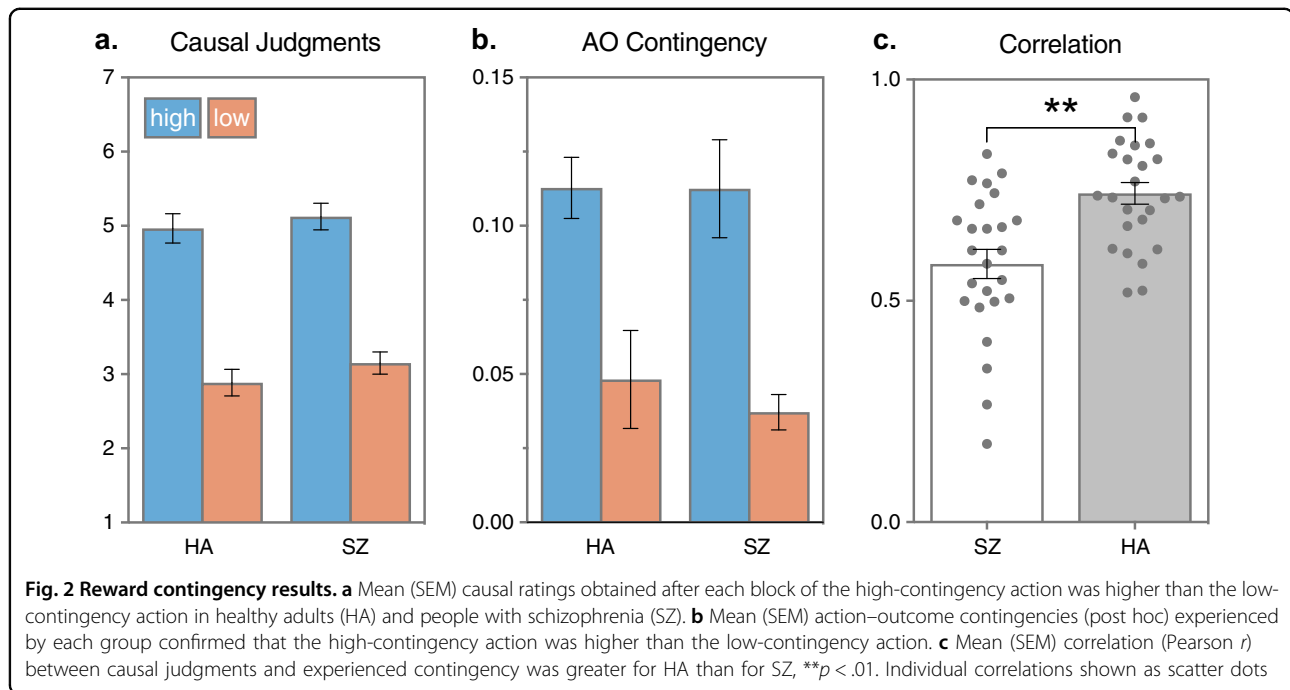 a. Causal Judgments
7
6
5
4
3
2
1
high low
HA SZ
b. AO Contingency
0.15
0.10
0.05
0.00
HA SZ
c. Correlation
1.0
0.5
0.0
**
SZ HA
Fig. 2 Reward contingency results. a Mean (SEM) causal ratings obtained after each block of the high-contingency action was higher than the low-
contingency action in healthy adults (HA) and people with schizophrenia (SZ). b Mean (SEM) action–outcome contingencies (post hoc) experienced
by each group confirmed that the high-contingency action was higher than the low-contingency action. c Mean (SEM) correlation (Pearson r)
between causal judgments and experienced contingency was greater for HA than for SZ, **p < .01. Individual correlations shown as scatter dots